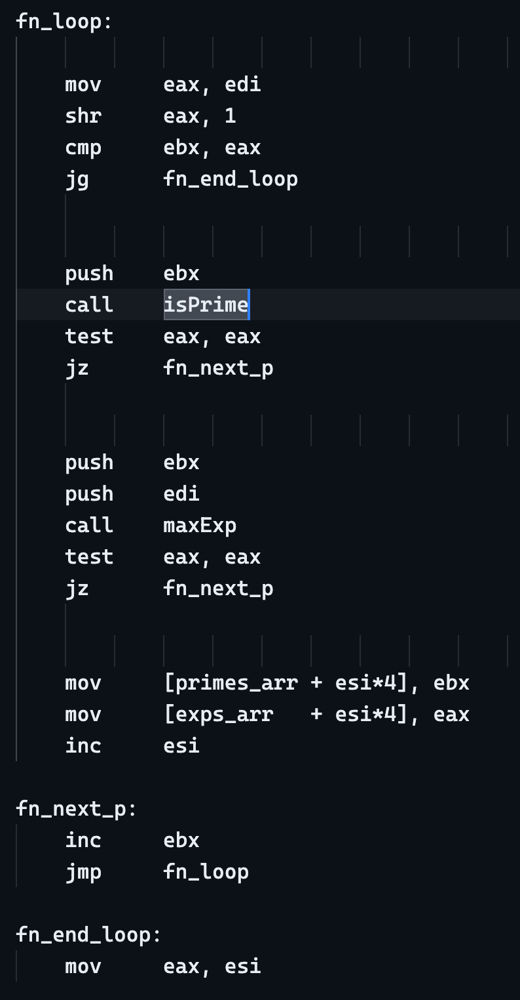 fn_loop:
mov eax, edi
shr eax, 1
cmp ebx, eax
jg fn_end_loop
push ebx
call isPrime
test eax, eax
jz fn_next_p
push ebx
push edi
call maxExp
test eax, eax
jz fn_next_p
mov [primes_arr + esi*4], ebx
mov [exps_arr + esi*4], eax
inc esi
fn_next_p:
inc ebx
jmp fn_loop
fn_end_loop:
mov eax, esi